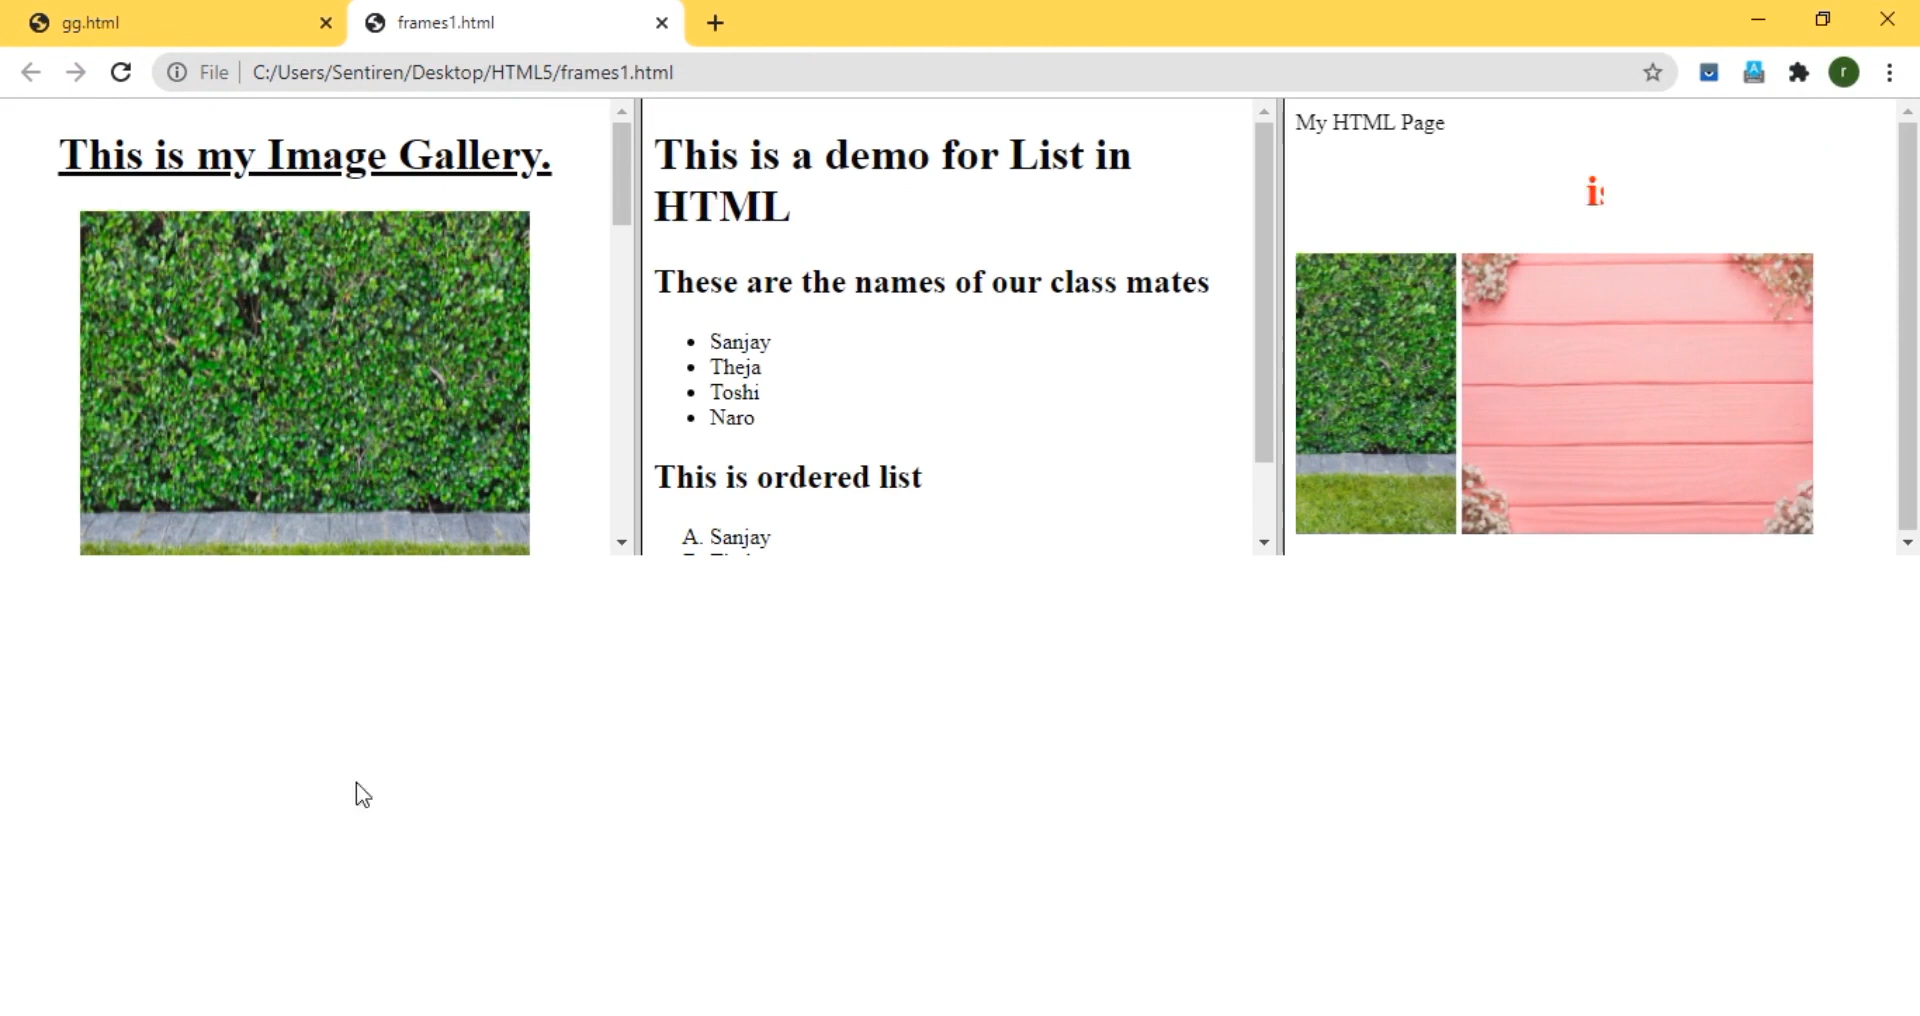 gg.html
frames1.html
File
C:/Users/Sentiren/Desktop/HTML5/frames1.html
r
This is my Image Gallery.
This is a demo for List in
HTML
These are the names of our class mates
• Sanjay
• Theja
• Toshi
• Naro
This is ordered list
A. Sanjay
My HTML Page